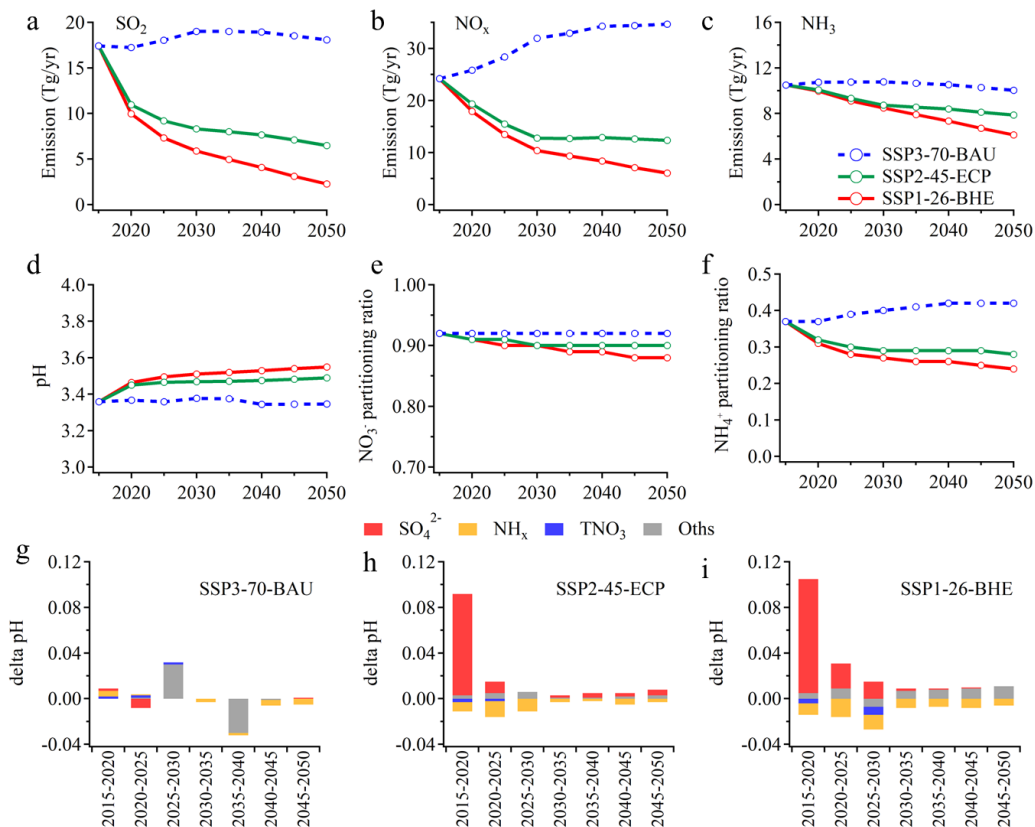 a SO₂
b NOₓ
c NH₃
Emission (Tg/yr)
20
15
10
5
0
2020 2030 2040 2050
Emission (Tg/yr)
30
20
10
0
2020 2030 2040 2050
Emission (Tg/yr)
16
12
8
4
0
2020 2030 2040 2050
SSP3-70-BAU
SSP2-45-ECP
SSP1-26-BHE
d
pH
4.0
3.8
3.6
3.4
3.2
3.0
2020 2030 2040 2050
e
NO₃⁻ partitioning ratio
1.00
0.90
0.80
0.70
2020 2030 2040 2050
f
NH₄⁺ partitioning ratio
0.5
0.4
0.3
0.2
0.1
0.0
2020 2030 2040 2050
SO₄²⁻ NHₓ TNO₃ Oths
g
SSP3-70-BAU
delta pH
0.12
0.08
0.04
0.00
-0.04
2015-2020
2020-2025
2025-2030
2030-2035
2035-2040
2040-2045
2045-2050
h
SSP2-45-ECP
delta pH
0.12
0.08
0.04
0.00
-0.04
2015-2020
2020-2025
2025-2030
2030-2035
2035-2040
2040-2045
2045-2050
i
SSP1-26-BHE
delta pH
0.12
0.08
0.04
0.00
-0.04
2015-2020
2020-2025
2025-2030
2030-2035
2035-2040
2040-2045
2045-2050